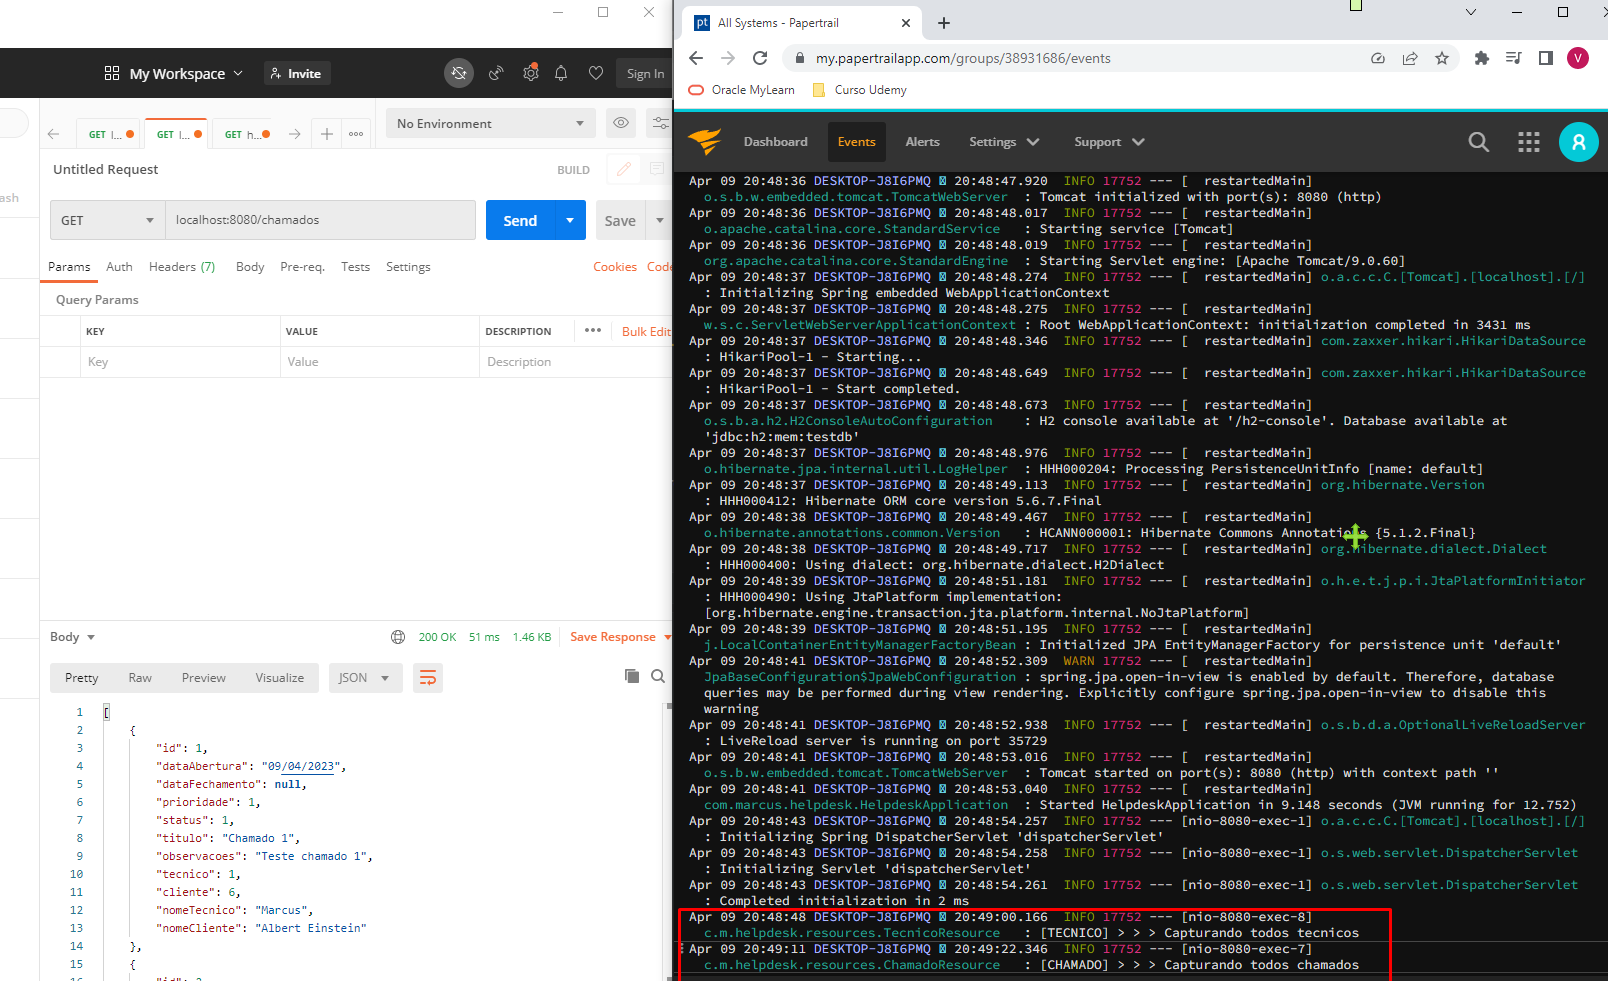 My Workspace
Invite
Sign In
GET l...
GET l...
GET h...
No Environment
ash
Untitled Request
BUILD
GET
localhost:8080/chamados
Send
Save
Params
Auth
Headers (7)
Body
Pre-req.
Tests
Settings
Cookies
Code
Query Params
KEY
VALUE
DESCRIPTION
Bulk Edit
Key
Value
Description
Body
200 OK
51 ms
1.46 KB
Save Response
Pretty
Raw
Preview
Visualize
JSON
1 [
2 {
3 "id": 1,
4 "dataAbertura": "09/04/2023",
5 "dataFechamento": null,
6 "prioridade": 1,
7 "status": 1,
8 "titulo": "Chamado 1",
9 "observacoes": "Teste chamado 1",
10 "tecnico": 1,
11 "cliente": 6,
12 "nomeTecnico": "Marcus",
13 "nomeCliente": "Albert Einstein"
14 },
15 {
pt All Systems - Papertrail
my.papertrailapp.com/groups/38931686/events
V
Oracle MyLearn
Curso Udemy
Dashboard
Events
Alerts
Settings
Support
Apr 09 20:48:36 DESKTOP-J8I6PMQ 20:48:47.920 INFO 17752 --- [ restartedMain]
o.s.b.w.embedded.tomcat.TomcatWebServer : Tomcat initialized with port(s): 8080 (http)
Apr 09 20:48:36 DESKTOP-J8I6PMQ 20:48:48.017 INFO 17752 --- [ restartedMain]
o.apache.catalina.core.StandardService : Starting service [Tomcat]
Apr 09 20:48:36 DESKTOP-J8I6PMQ 20:48:48.019 INFO 17752 --- [ restartedMain]
org.apache.catalina.core.StandardEngine : Starting Servlet engine: [Apache Tomcat/9.0.60]
Apr 09 20:48:37 DESKTOP-J8I6PMQ 20:48:48.274 INFO 17752 --- [ restartedMain] o.a.c.c.C.[Tomcat].[localhost].[/]
: Initializing Spring embedded WebApplicationContext
Apr 09 20:48:37 DESKTOP-J8I6PMQ 20:48:48.275 INFO 17752 --- [ restartedMain]
w.s.c.ServletWebServerApplicationContext : Root WebApplicationContext: initialization completed in 3431 ms
Apr 09 20:48:37 DESKTOP-J8I6PMQ 20:48:48.346 INFO 17752 --- [ restartedMain] com.zaxxer.hikari.HikariDataSource
: HikariPool-1 - Starting...
Apr 09 20:48:37 DESKTOP-J8I6PMQ 20:48:48.649 INFO 17752 --- [ restartedMain] com.zaxxer.hikari.HikariDataSource
: HikariPool-1 - Start completed.
Apr 09 20:48:37 DESKTOP-J8I6PMQ 20:48:48.673 INFO 17752 --- [ restartedMain]
o.s.b.a.h2.H2ConsoleAutoConfiguration : H2 console available at '/h2-console'. Database available at
'jdbc:h2:mem:testdb'
Apr 09 20:48:37 DESKTOP-J8I6PMQ 20:48:48.976 INFO 17752 --- [ restartedMain]
o.hibernate.jpa.internal.util.LogHelper : HHH000204: Processing PersistenceUnitInfo [name: default]
Apr 09 20:48:37 DESKTOP-J8I6PMQ 20:48:49.113 INFO 17752 --- [ restartedMain] org.hibernate.Version
: HHH000412: Hibernate ORM core version 5.6.7.Final
Apr 09 20:48:38 DESKTOP-J8I6PMQ 20:48:49.467 INFO 17752 --- [ restartedMain]
o.hibernate.annotations.common.Version : HCANN000001: Hibernate Commons Annotations {5.1.2.Final}
Apr 09 20:48:38 DESKTOP-J8I6PMQ 20:48:49.717 INFO 17752 --- [ restartedMain] org.hibernate.dialect.Dialect
: HHH000400: Using dialect: org.hibernate.dialect.H2Dialect
Apr 09 20:48:39 DESKTOP-J8I6PMQ 20:48:51.181 INFO 17752 --- [ restartedMain] o.h.e.t.j.p.i.JtaPlatformInitiator
: HHH000490: Using JtaPlatform implementation:
[org.hibernate.engine.transaction.jta.platform.internal.NoJtaPlatform]
Apr 09 20:48:39 DESKTOP-J8I6PMQ 20:48:51.195 INFO 17752 --- [ restartedMain]
j.LocalContainerEntityManagerFactoryBean : Initialized JPA EntityManagerFactory for persistence unit 'default'
Apr 09 20:48:41 DESKTOP-J8I6PMQ 20:48:52.309 WARN 17752 --- [ restartedMain]
JpaBaseConfiguration$JpaWebConfiguration : spring.jpa.open-in-view is enabled by default. Therefore, database
queries may be performed during view rendering. Explicitly configure spring.jpa.open-in-view to disable this
warning
Apr 09 20:48:41 DESKTOP-J8I6PMQ 20:48:52.938 INFO 17752 --- [ restartedMain] o.s.b.d.a.OptionalLiveReloadServer
: LiveReload server is running on port 35729
Apr 09 20:48:41 DESKTOP-J8I6PMQ 20:48:53.016 INFO 17752 --- [ restartedMain]
o.s.b.w.embedded.tomcat.TomcatWebServer : Tomcat started on port(s): 8080 (http) with context path ''
Apr 09 20:48:41 DESKTOP-J8I6PMQ 20:48:53.040 INFO 17752 --- [ restartedMain]
com.marcus.helpdesk.HelpdeskApplication : Started HelpdeskApplication in 9.148 seconds (JVM running for 12.752)
Apr 09 20:48:43 DESKTOP-J8I6PMQ 20:48:54.257 INFO 17752 --- [nio-8080-exec-1] o.a.c.c.C.[Tomcat].[localhost].[/]
: Initializing Spring DispatcherServlet 'dispatcherServlet'
Apr 09 20:48:43 DESKTOP-J8I6PMQ 20:48:54.258 INFO 17752 --- [nio-8080-exec-1] o.s.web.servlet.DispatcherServlet
: Initializing Servlet 'dispatcherServlet'
Apr 09 20:48:43 DESKTOP-J8I6PMQ 20:48:54.261 INFO 17752 --- [nio-8080-exec-1] o.s.web.servlet.DispatcherServlet
: Completed initialization in 2 ms
Apr 09 20:48:48 DESKTOP-J8I6PMQ 20:49:00.166 INFO 17752 --- [nio-8080-exec-8]
c.m.helpdesk.resources.TecnicoResource : [TECNICO] > > > Capturando todos tecnicos
Apr 09 20:49:11 DESKTOP-J8I6PMQ 20:49:22.346 INFO 17752 --- [nio-8080-exec-7]
c.m.helpdesk.resources.ChamadoResource : [CHAMADO] > > > Capturando todos chamados